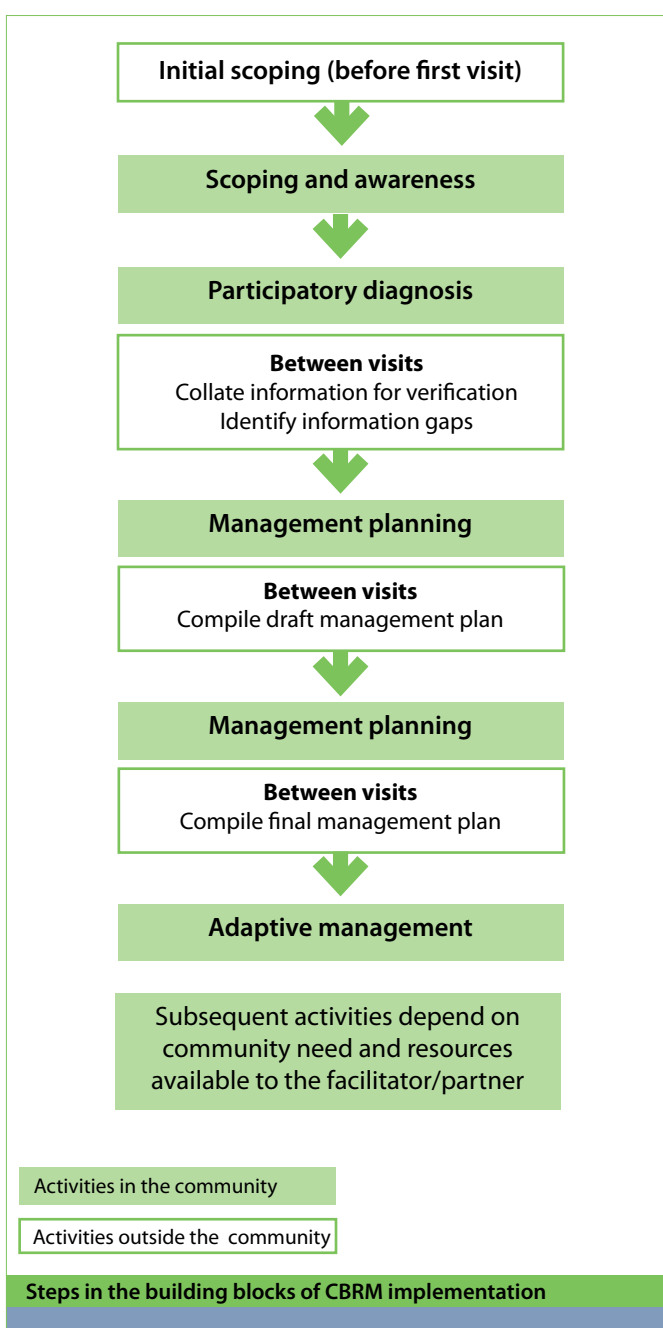 Initial scoping (before first visit)
Scoping and awareness
Participatory diagnosis
Between visits
Collate information for verification
Identify information gaps
Management planning
Between visits
Compile draft management plan
Management planning
Between visits
Compile final management plan
Adaptive management
Subsequent activities depend on
community need and resources
available to the facilitator/partner
Activities in the community
Activities outside the community
Steps in the building blocks of CBRM implementation